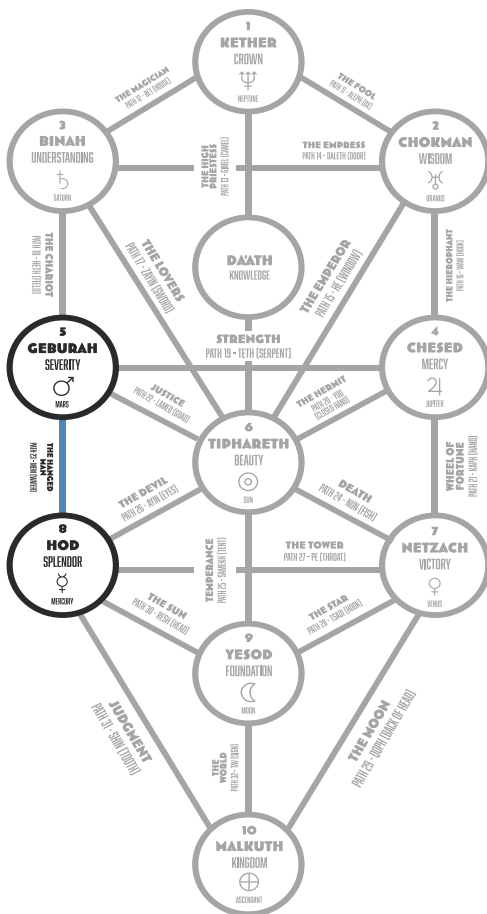 1
KETHER
CROWN
NEPTUNE
THE MAGICIAN
PATH 12 - BET (HOUSE)
THE FOOL
PATH 11 - ALEPH (OX)
3
BINAH
UNDERSTANDING
SATURN
THE HIGH
PRIESTESS
PATH 13 - GIMEL (CAMEL)
THE EMPRESS
PATH 14 - DALETH (DOOR)
2
CHOKMAN
WISDOM
URANUS
THE CHARIOT
PATH 18 - HETH (FIELD)
THE LOVERS
PATH 17 - ZAYIN (SWORD)
DA'ATH
KNOWLEDGE
THE EMPEROR
PATH 15 - HE (WINDOW)
THE HIEROPHANT
PATH 16 - VAV (HOOK)
STRENGTH
PATH 19 - TETH (SERPENT)
5
GEBURAH
SEVERITY
MARS
4
CHESED
MERCY
JUPITER
JUSTICE
PATH 22 - LAMED (GOAD)
THE HERMIT
PATH 20 - YOD
(CLOSED HAND)
6
TIPHARETH
BEAUTY
SUN
THE HANGED
MAN
PATH 23 - MEM (WATER)
WHEEL OF
FORTUNE
PATH 21 - KAPH (HAND)
THE DEVIL
PATH 26 - AYIN (EYES)
DEATH
PATH 24 - NUN (FISH)
8
HOD
SPLENDOR
MERCURY
TEMPERANCE
PATH 25 - SAMEKH (TENT)
THE TOWER
PATH 27 - PE (THROAT)
7
NETZACH
VICTORY
VENUS
THE SUN
PATH 30 - RESH (HEAD)
THE STAR
PATH 28 - TSADI (HOOK)
9
YESOD
FOUNDATION
MOON
JUDGMENT
PATH 31 - SHIN (TOOTH)
THE
WORLD
PATH 32 - TAV (SIGN)
THE MOON
PATH 29 - QOPH (BACK OF HEAD)
10
MALKUTH
KINGDOM
ASCENDANT